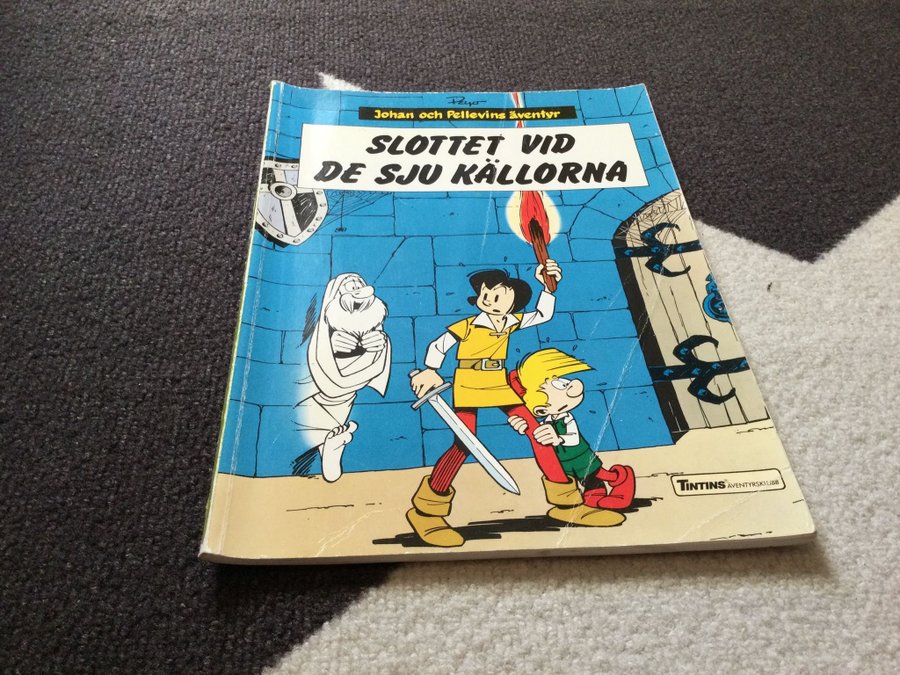 Peyo
Johan och Pellevins äventyr
SLOTTET VID
DE SJU KÄLLORNA
TINTINS ÄVENTYRSKLUBB